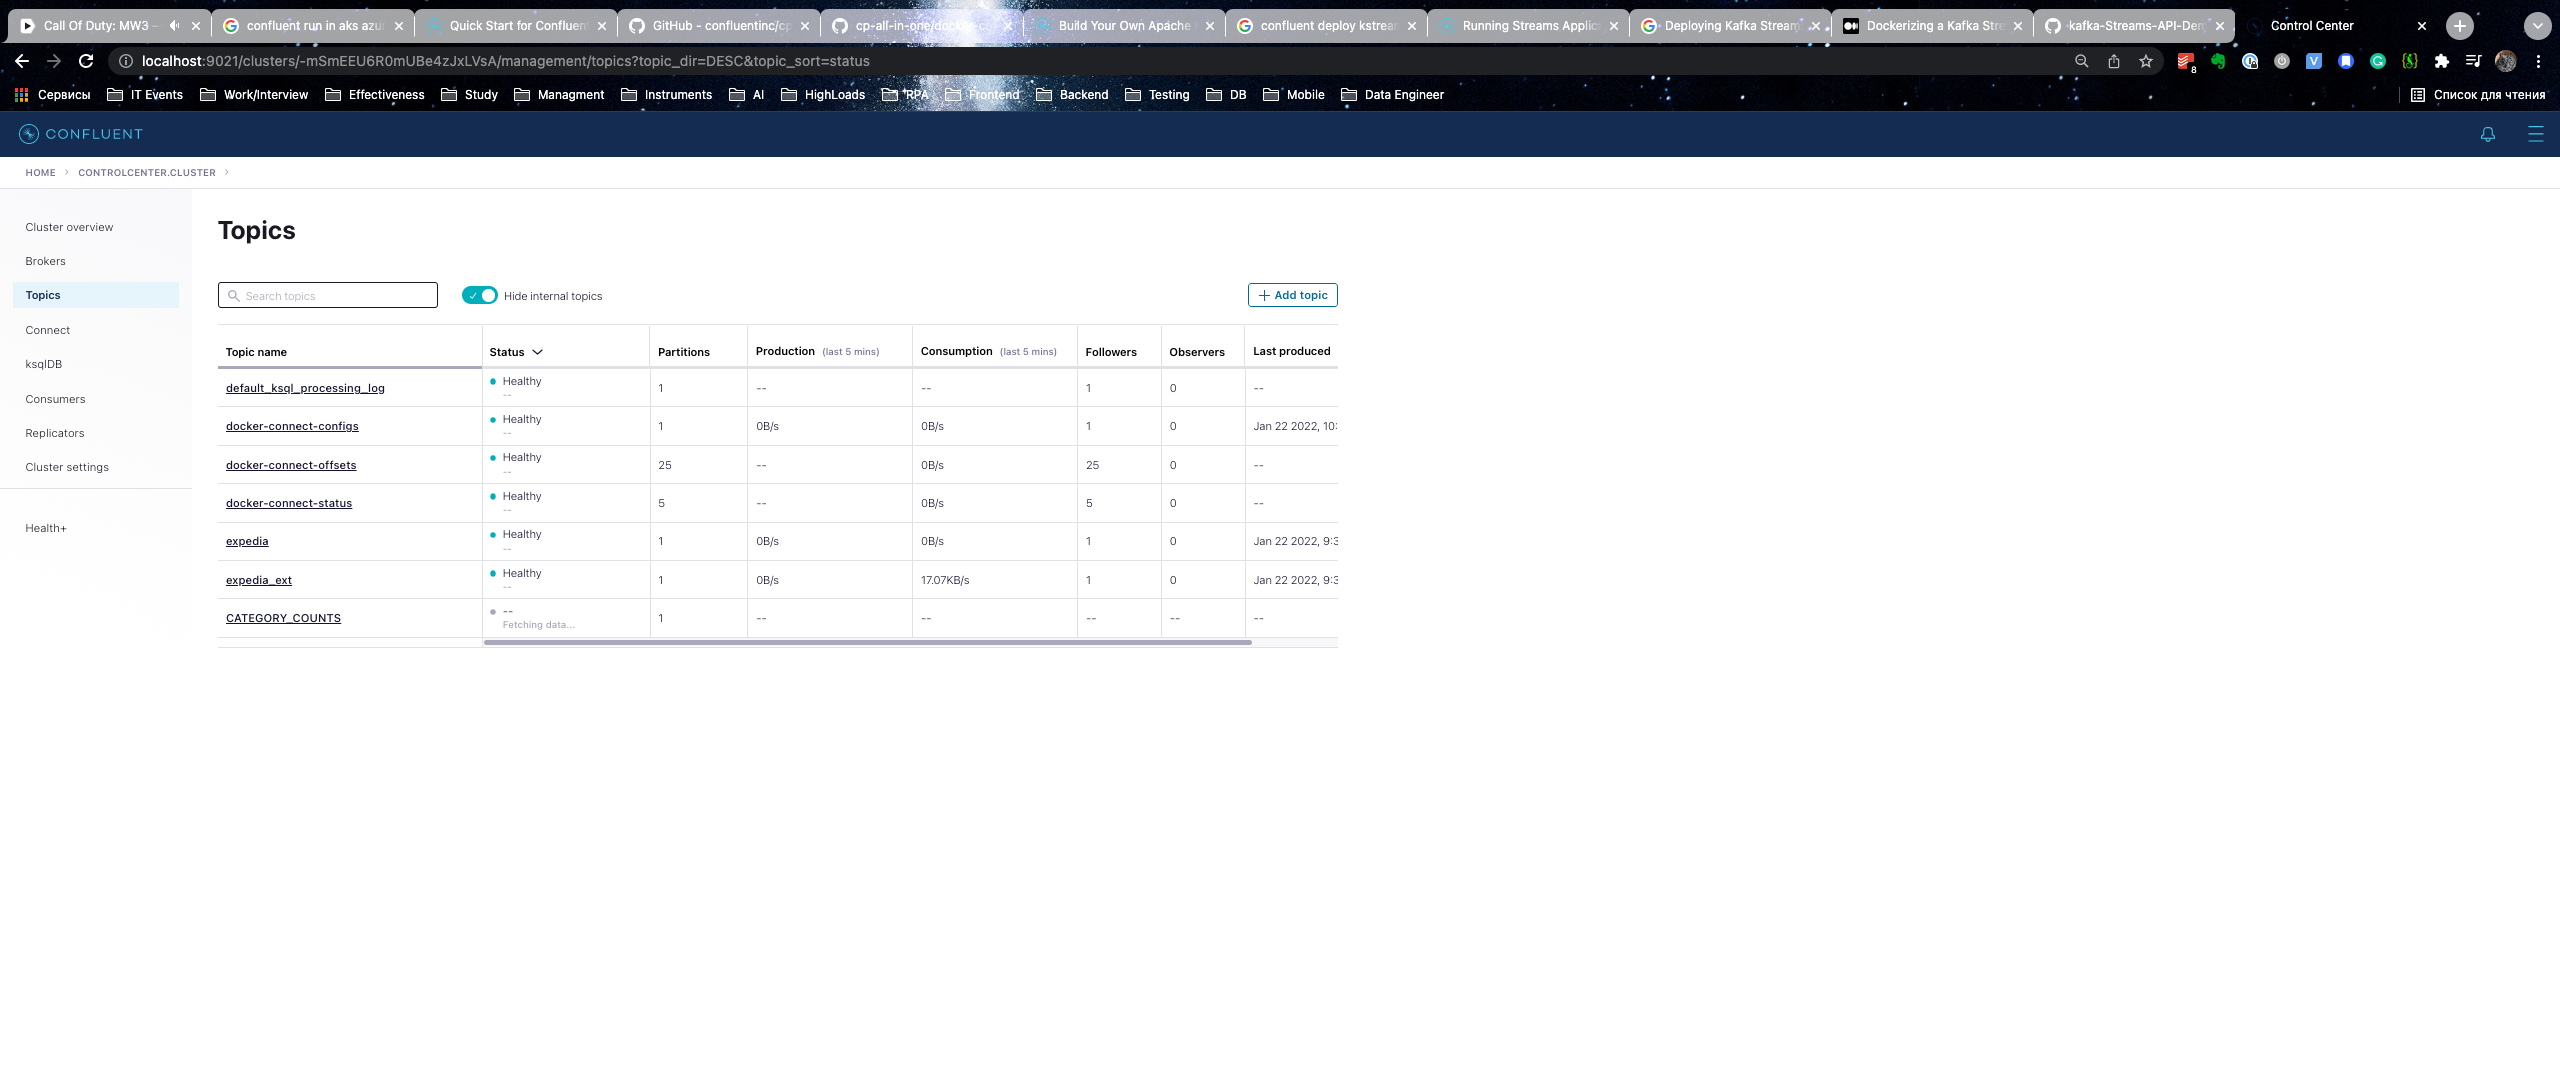 Call Of Duty: MW3 –
confluent run in aks azu
Quick Start for Confluen
GitHub - confluentinc/cp
cp-all-in-one/docker-co
Build Your Own Apache
confluent deploy kstrear
Running Streams Applic
Deploying Kafka Stream
Dockerizing a Kafka Stre
kafka-Streams-API-Dem
Control Center
localhost:9021/clusters/-mSmEEU6R0mUBe4zJxLVsA/management/topics?topic_dir=DESC&topic_sort=status
8
Сервисы IT Events Work/Interview Effectiveness Study Managment Instruments AI HighLoads RPA Frontend Backend Testing DB Mobile Data Engineer Список для чтения
CONFLUENT
HOME > CONTROLCENTER.CLUSTER >
Cluster overview
Brokers
Topics
Connect
ksqlDB
Consumers
Replicators
Cluster settings
Health+
Topics
Search topics Hide internal topics + Add topic
Topic name Status Partitions Production (last 5 mins) Consumption (last 5 mins) Followers Observers Last produced
default_ksql_processing_log Healthy -- 1 -- -- 1 0 --
docker-connect-configs Healthy -- 1 0B/s 0B/s 1 0 Jan 22 2022, 10:
docker-connect-offsets Healthy -- 25 -- 0B/s 25 0 --
docker-connect-status Healthy -- 5 -- 0B/s 5 0 --
expedia Healthy -- 1 0B/s 0B/s 1 0 Jan 22 2022, 9:3
expedia_ext Healthy -- 1 0B/s 17.07KB/s 1 0 Jan 22 2022, 9:3
CATEGORY_COUNTS -- Fetching data... 1 -- -- -- -- --